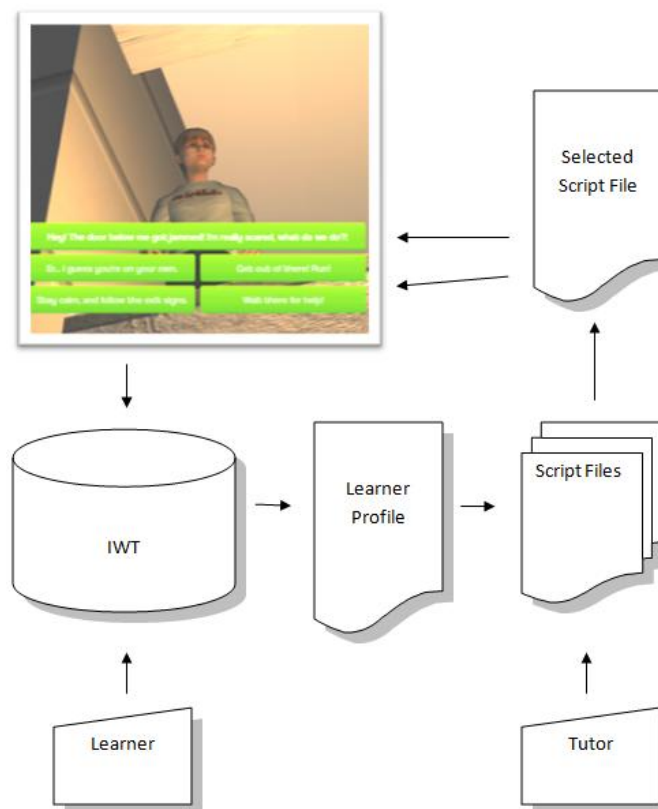 Hey! The door below me got jammed! I'm really scared, what do we do?!
Er... I guess you're on your own.
Get out of there! Run!
Stay calm, and follow the exit signs.
Wait there for help!
Selected
Script File
IWT
Learner
Profile
Script Files
Learner
Tutor